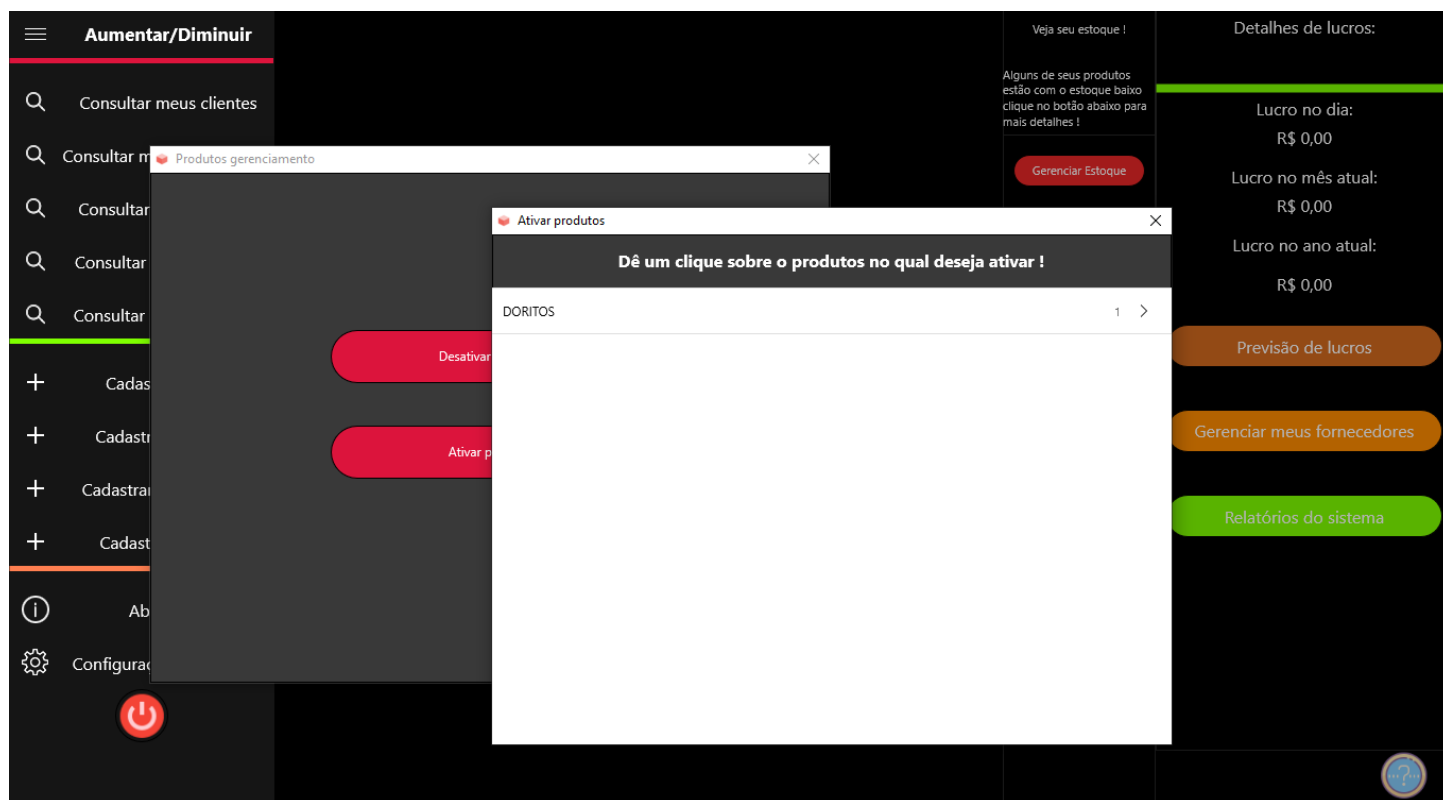 Aumentar/Diminuir
Consultar meus clientes
Consultar m
Consultar
Consultar
Consultar
Cadas
Cadast
Cadastra
Cadast
Ab
Configuraç
Produtos gerenciamento
Desativar
Ativar p
Ativar produtos
Dê um clique sobre o produtos no qual deseja ativar !
DORITOS
1
Veja seu estoque !
Alguns de seus produtos
estão com o estoque baixo
clique no botão abaixo para
mais detalhes !
Gerenciar Estoque
Detalhes de lucros:
Lucro no dia:
R$ 0,00
Lucro no mês atual:
R$ 0,00
Lucro no ano atual:
R$ 0,00
Previsão de lucros
Gerenciar meus fornecedores
Relatórios do sistema